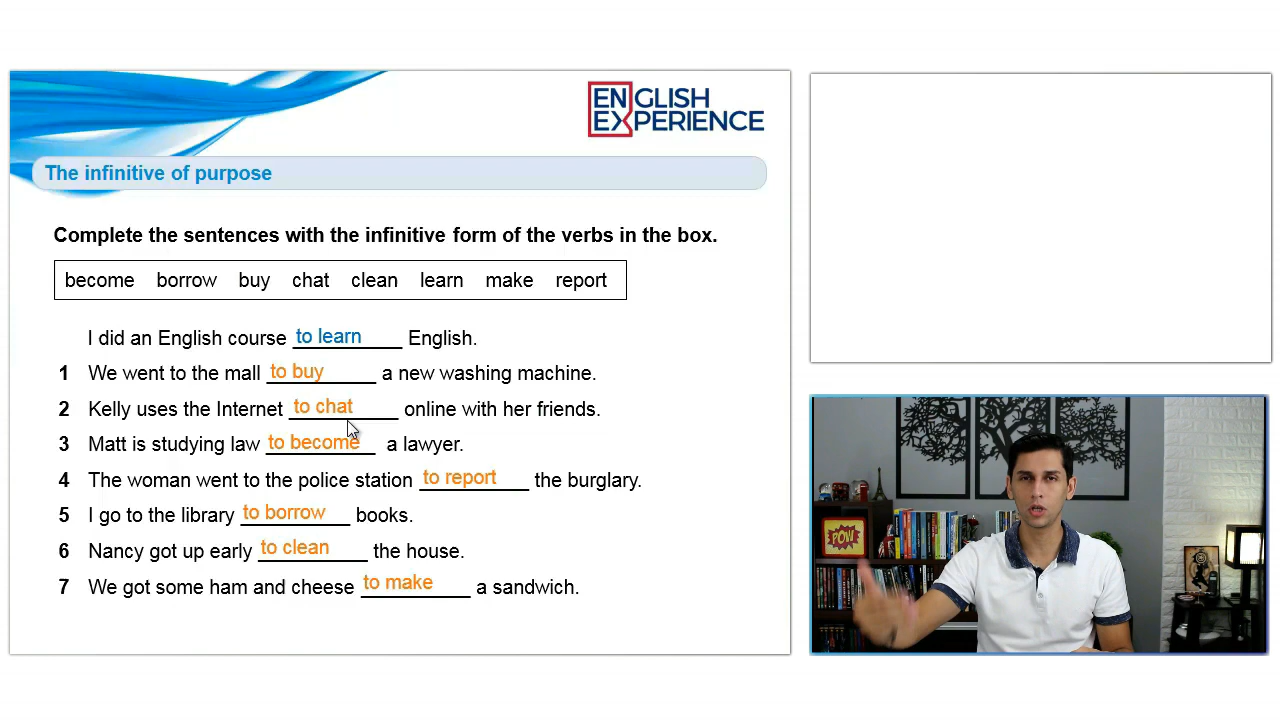 ENGLISH
EXPERIENCE
The infinitive of purpose
Complete the sentences with the infinitive form of the verbs in the box.
become borrow buy chat clean learn make report
I did an English course to learn English.
1 We went to the mall to buy a new washing machine.
2 Kelly uses the Internet to chat online with her friends.
3 Matt is studying law to become a lawyer.
4 The woman went to the police station to report the burglary.
5 I go to the library to borrow books.
6 Nancy got up early to clean the house.
7 We got some ham and cheese to make a sandwich.
POW